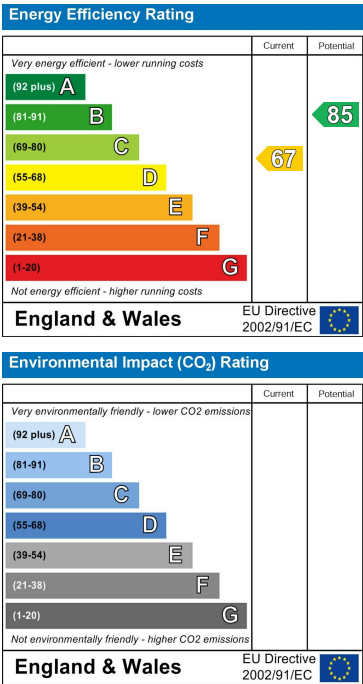 Energy Efficiency Rating
Current Potential
Very energy efficient - lower running costs
(92 plus) A
(81-91) B
(69-80) C
(55-68) D
(39-54) E
(21-38) F
(1-20) G
67
85
Not energy efficient - higher running costs
England & Wales
EU Directive
2002/91/EC
Environmental Impact (CO₂) Rating
Current Potential
Very environmentally friendly - lower CO2 emissions
(92 plus) A
(81-91) B
(69-80) C
(55-68) D
(39-54) E
(21-38) F
(1-20) G
Not environmentally friendly - higher CO2 emissions
England & Wales
EU Directive
2002/91/EC